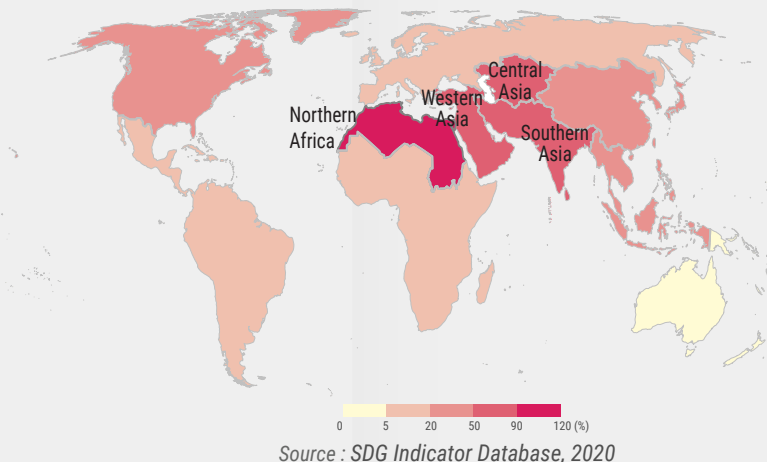 Central
Asia
Western
Asia
Northern
Africa
Southern
Asia
0 5 20 50 90 120 (%)
Source : SDG Indicator Database, 2020